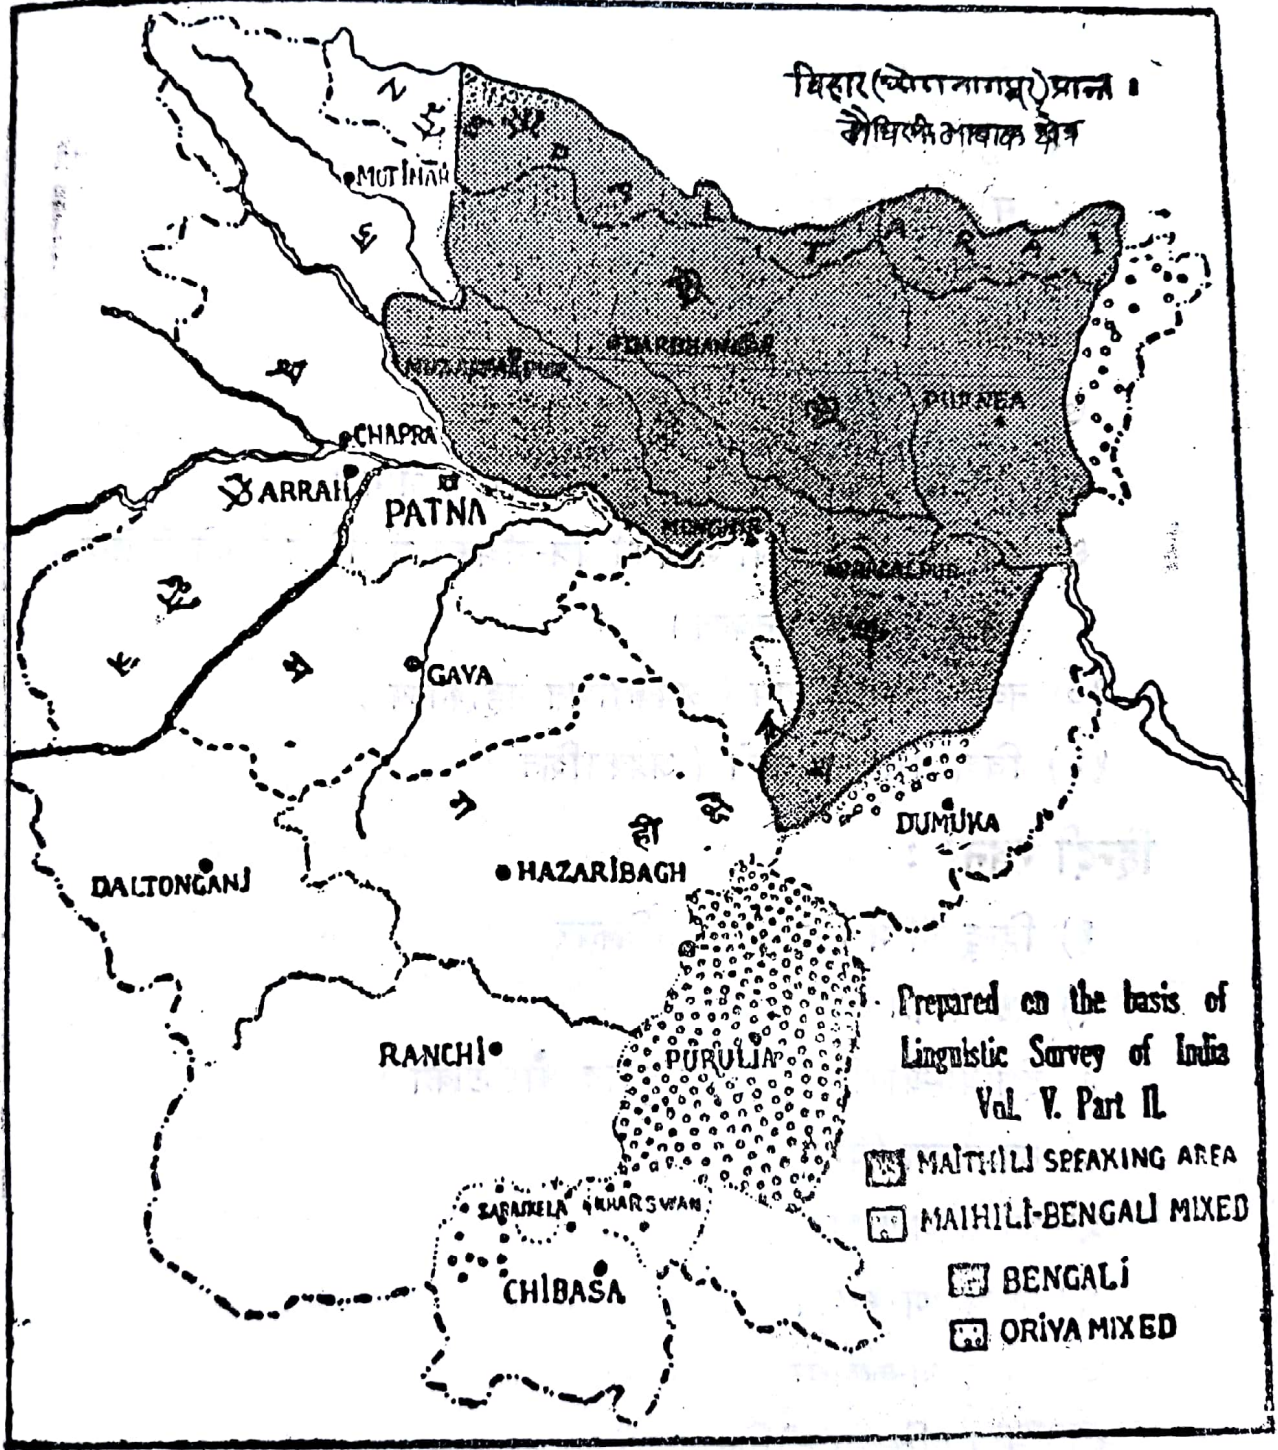 बिहार (छोटानागपुर) प्रान्त ।
मैथिली भाषाक क्षेत्र
MUTIHĀRI
N
E
P
A
L
T
A
R
A
I
MUZAFFARPUR
DARBHANGA
PURNEA
CHAPRA
ARRAH
PATNA
MONGHIR
BHAGALPUR
GAYA
DUMUKA
HAZARIBAGH
ही
DALTONGANJ
RANCHI
PURULIA
Prepared on the basis of
Linguistic Survey of India
Vol. V. Part II.
MAITHILI SPEAKING AREA
MAIHILI-BENGALI MIXED
BENGALI
ORIYA MIXED
SARAIKELA
KHARSWAN
CHIBASA